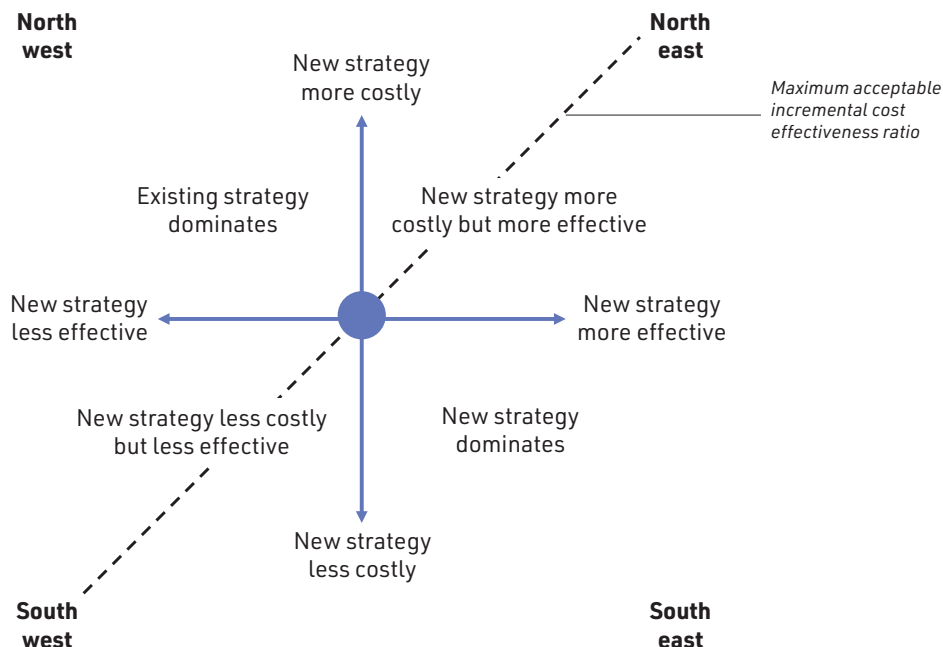 North
west
North
east
New strategy
more costly
Maximum acceptable
incremental cost
effectiveness ratio
Existing strategy
dominates
New strategy more
costly but more effective
New strategy
less effective
New strategy
more effective
New strategy less costly
but less effective
New strategy
dominates
New strategy
less costly
South
west
South
east